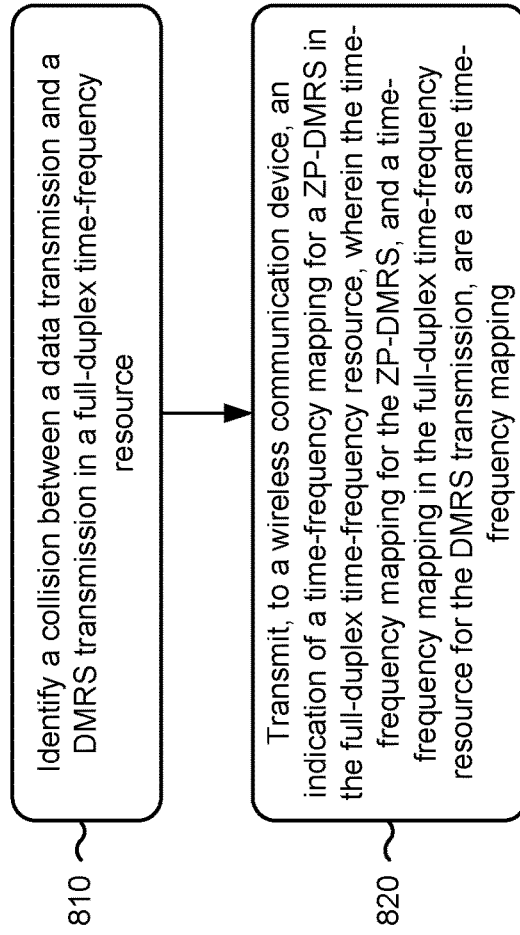 810
Identify a collision between a data transmission and a
DMRS transmission in a full-duplex time-frequency
resource
820
Transmit, to a wireless communication device, an
indication of a time-frequency mapping for a ZP-DMRS in
the full-duplex time-frequency resource, wherein the time-
frequency mapping for the ZP-DMRS, and a time-
frequency mapping in the full-duplex time-frequency
resource for the DMRS transmission, are a same time-
frequency mapping